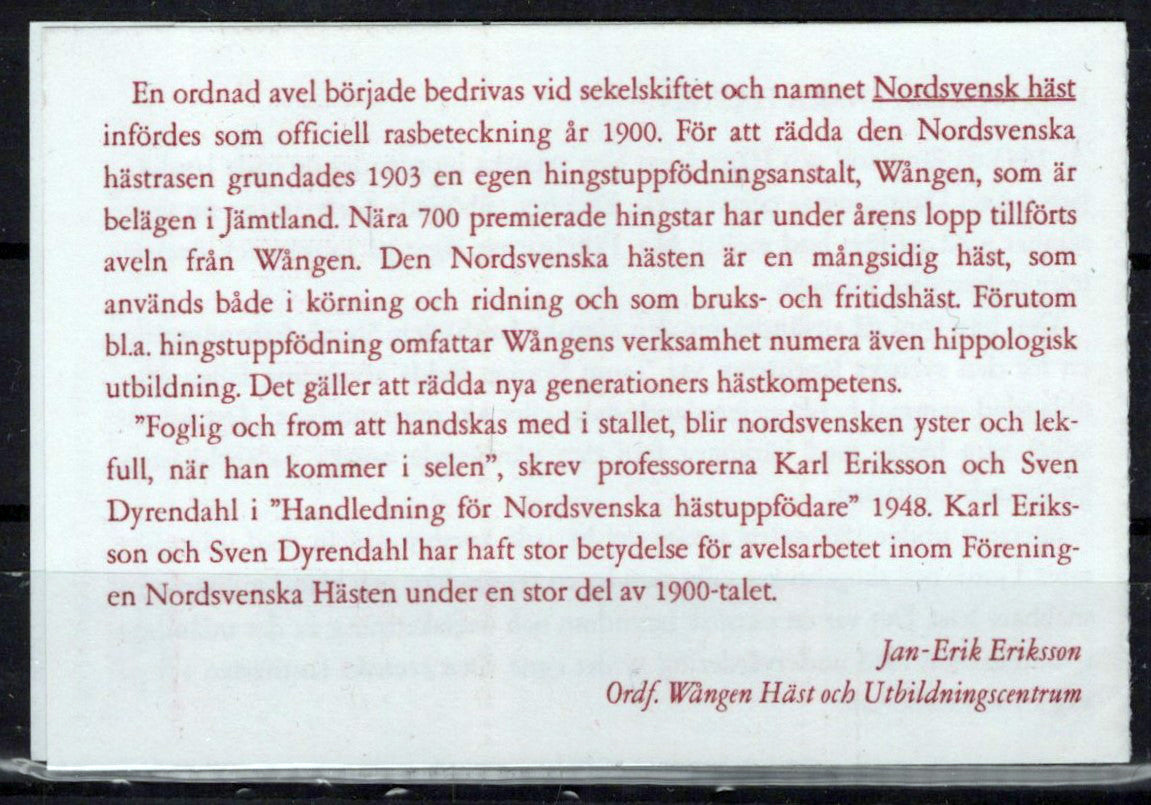 En ordnad avel började bedrivas vid sekelskiftet och namnet Nordsvensk häst
infördes som officiell rasbeteckning år 1900. För att rädda den Nordsvenska
hästrasen grundades 1903 en egen hingstuppfödningsanstalt, Wången, som är
belägen i Jämtland. Nära 700 premierade hingstar har under årens lopp tillförts
aveln från Wången. Den Nordsvenska hästen är en mångsidig häst, som
används både i körning och ridning och som bruks- och fritidshäst. Förutom
bl.a. hingstuppfödning omfattar Wångens verksamhet numera även hippologisk
utbildning. Det gäller att rädda nya generationers hästkompetens.
”Foglig och from att handskas med i stallet, blir nordsvensken yster och lek-
full, när han kommer i selen”, skrev professorerna Karl Eriksson och Sven
Dyrendahl i ”Handledning för Nordsvenska hästuppfödare” 1948. Karl Eriks-
son och Sven Dyrendahl har haft stor betydelse för avelsarbetet inom Förening-
en Nordsvenska Hästen under en stor del av 1900-talet.
Jan-Erik Eriksson
Ordf. Wången Häst och Utbildningscentrum